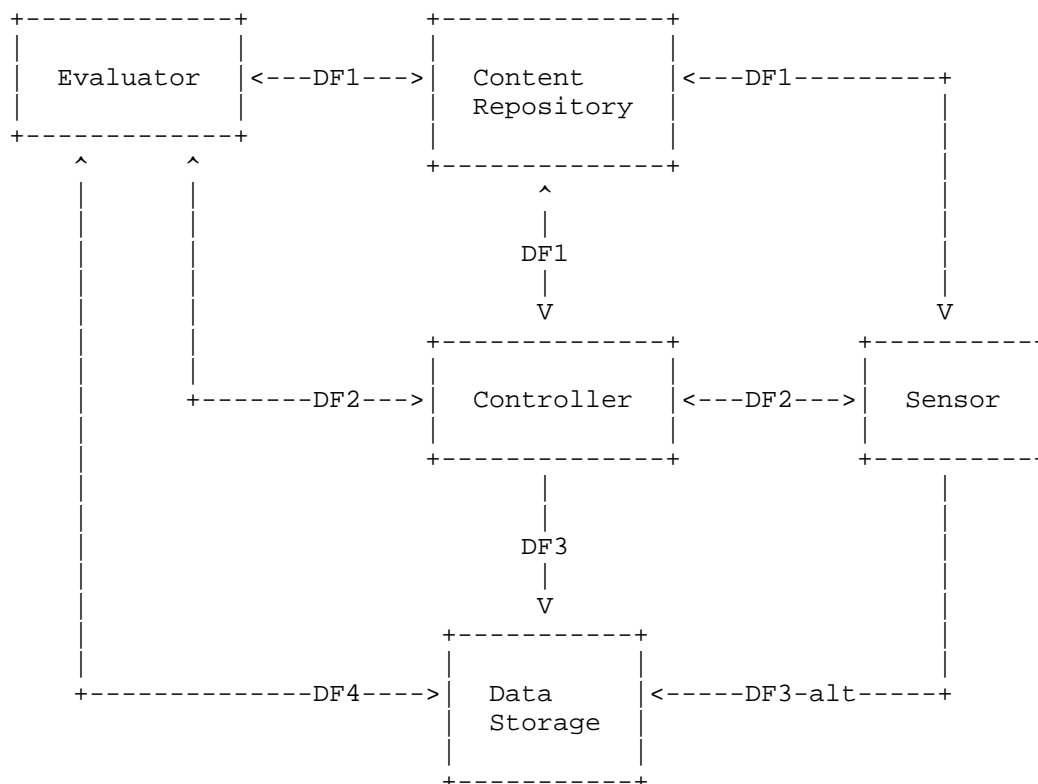 Evaluator <---DF1---> Content <---DF1---------+
Repository
DF1
+-------DF2---> Controller <---DF2---> Sensor
DF3
+--------------DF4----> Data <-----DF3-alt-----+
Storage